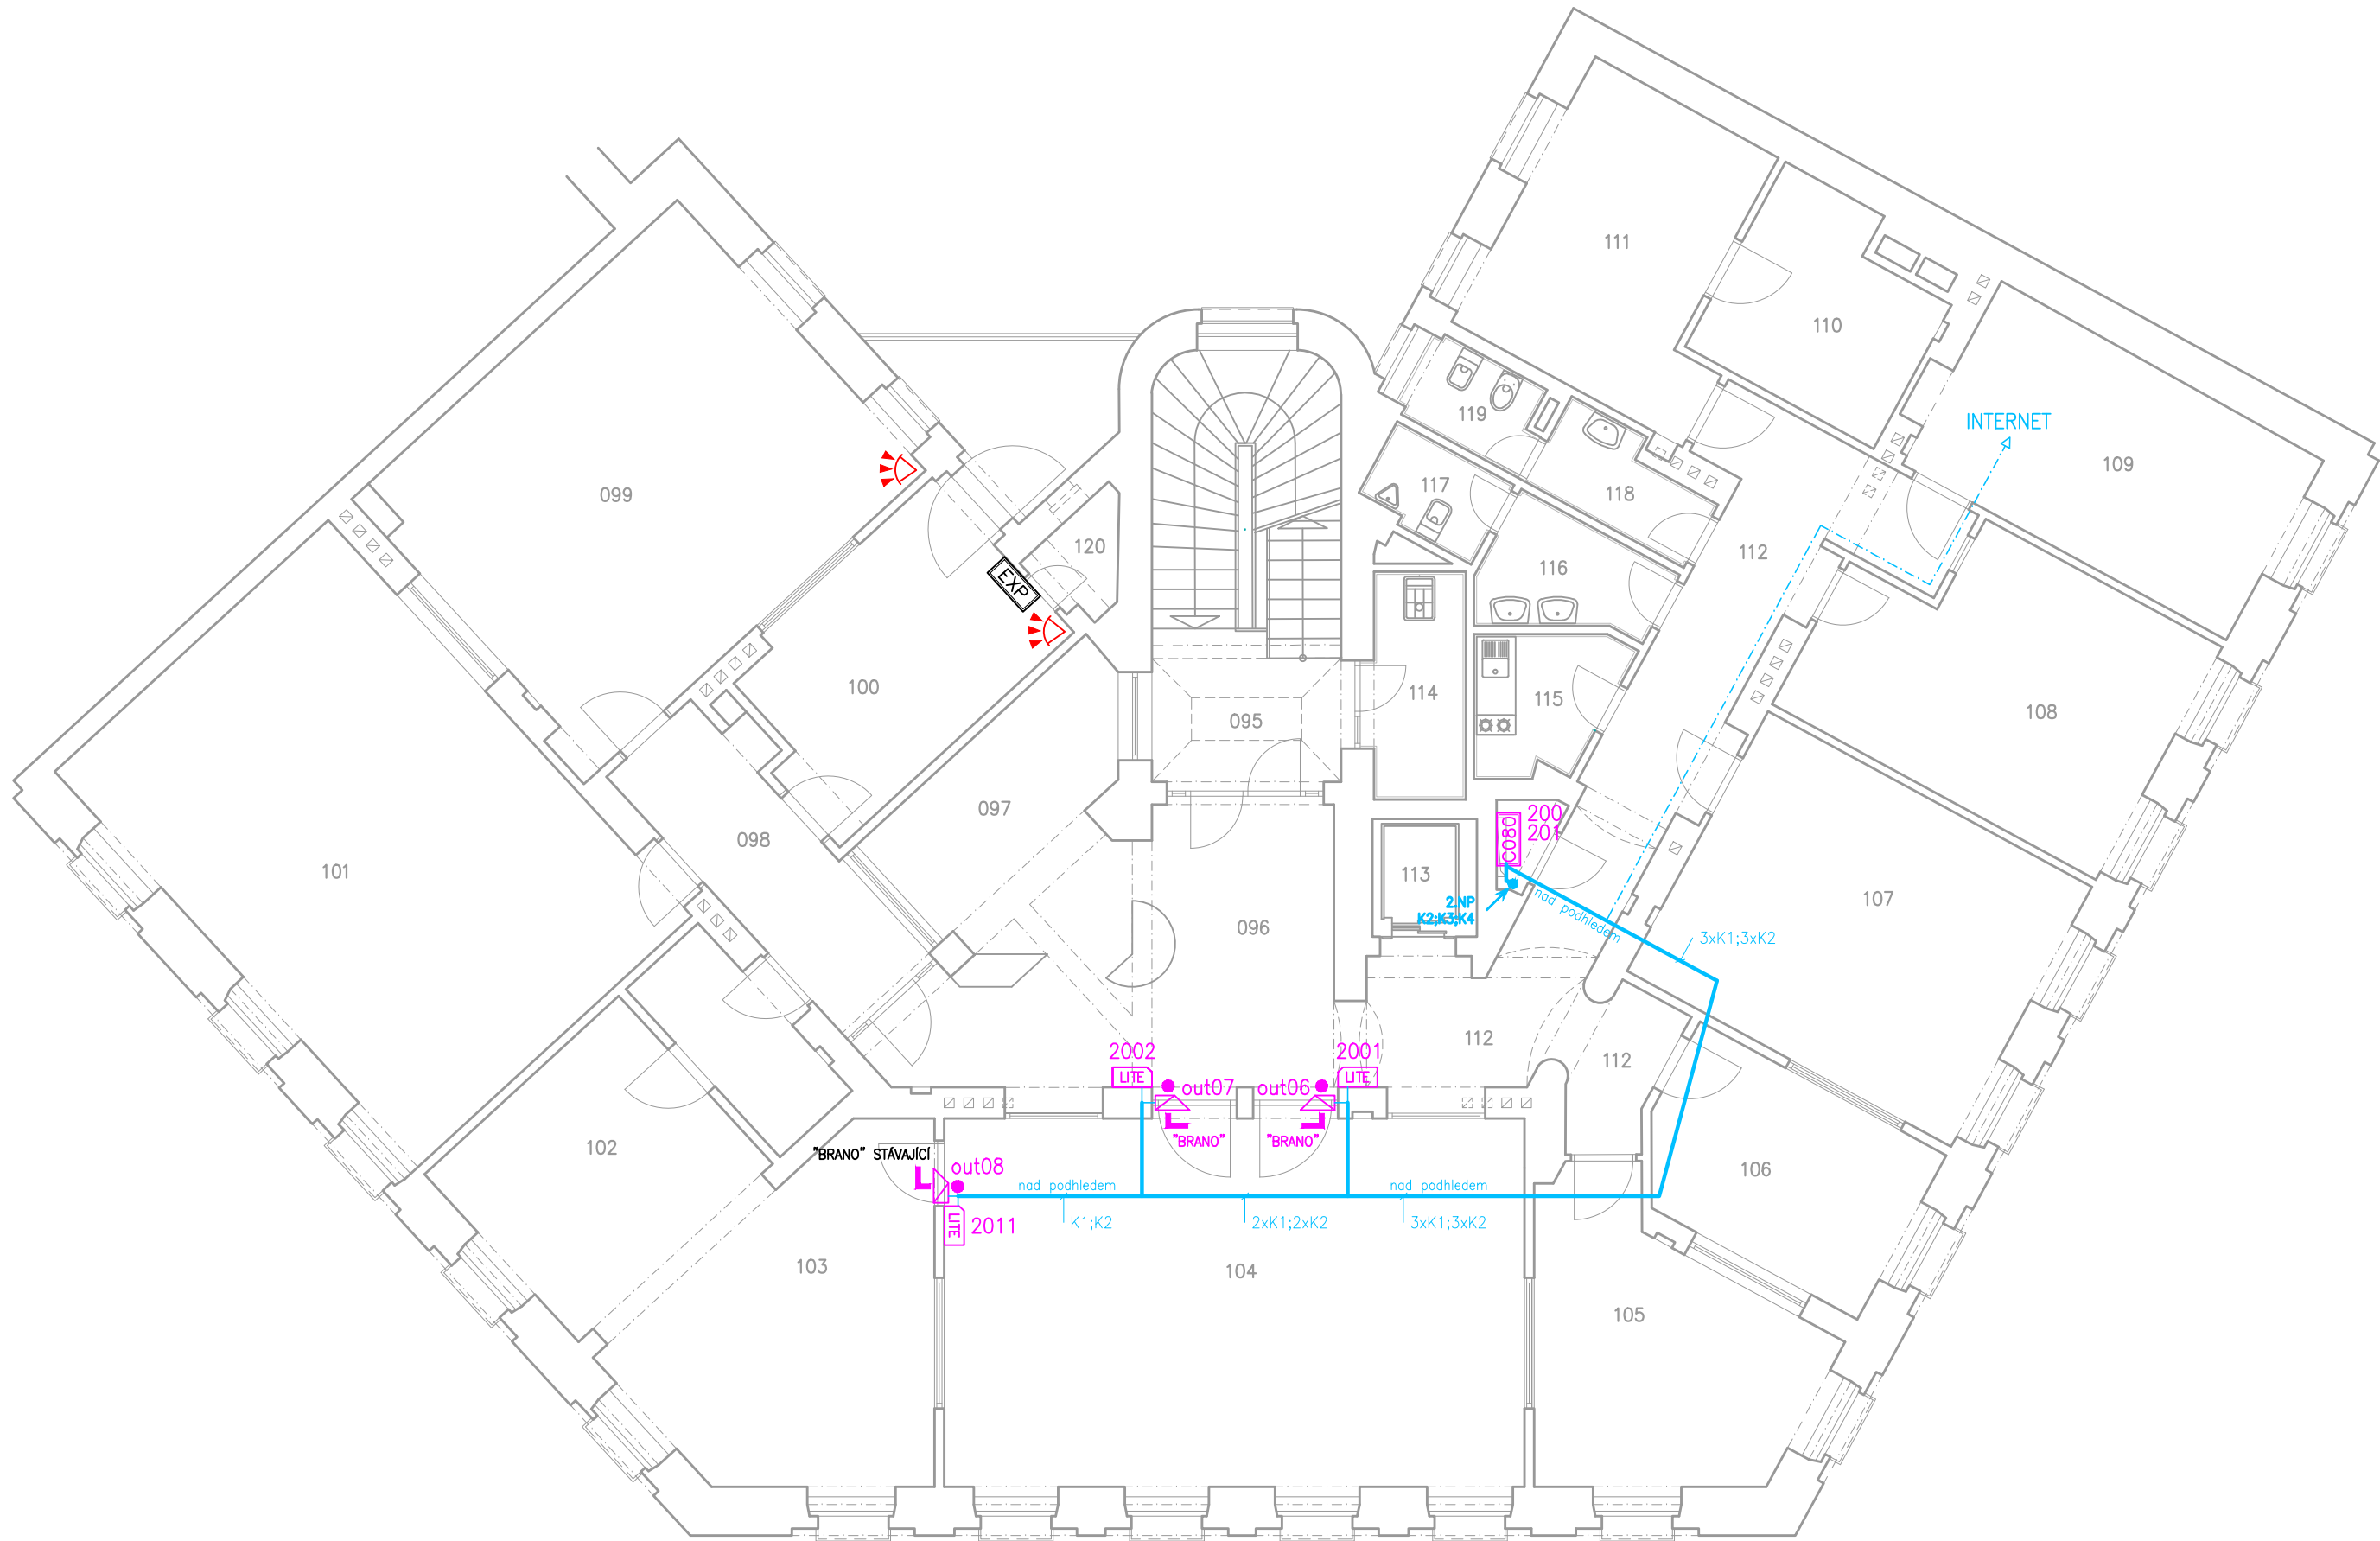 111
110
INTERNET
119
109
117
099
118
120
112
116
EXP
100
115
114
108
095
097
200
201
C080
098
101
113
107
2.NP
K2;K3;K4
nad podhledem
096
3xK1;3xK2
112
2002
2001
112
LITE
LITE
out07
out06
"BRANO"
"BRANO"
102
"BRANO" STÁVAJÍCÍ
out08
106
nad podhledem
nad podhledem
K1;K2
2xK1;2xK2
3xK1;3xK2
LITE
2011
103
104
105